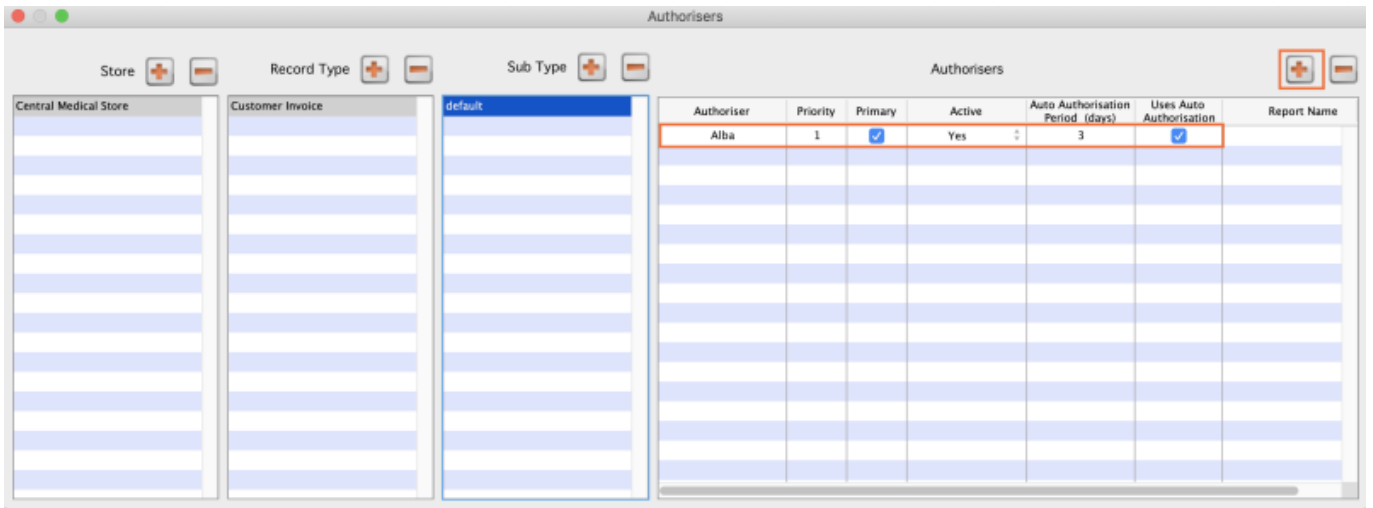 Authorisers
Store
Record Type
Sub Type
Authorisers
Central Medical Store
Customer Invoice
default
Authoriser Priority Primary Active Auto Authorisation Period (days) Uses Auto Authorisation Report Name
Alba 1 Yes 3